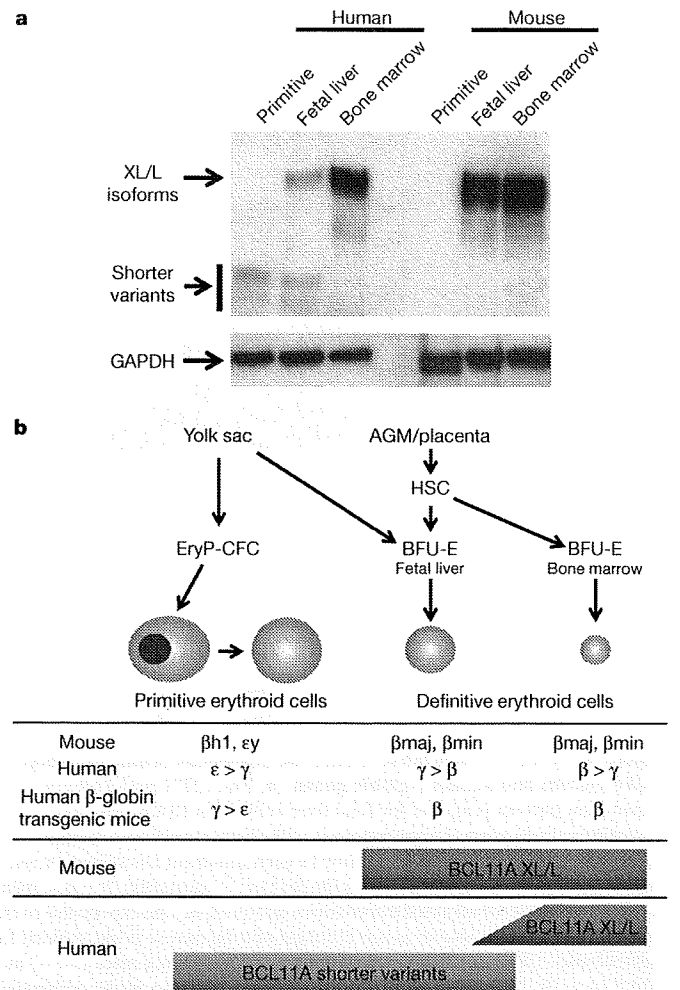 a
Human
Mouse
Primitive
Fetal liver
Bone marrow
Primitive
Fetal liver
Bone marrow
XL/L
isoforms
Shorter
variants
GAPDH
b
Yolk sac
AGM/placenta
HSC
EryP-CFC
BFU-E
Fetal liver
BFU-E
Bone marrow
Primitive erythroid cells
Definitive erythroid cells
Mouse βh1, εy βmaj, βmin βmaj, βmin
Human ε > γ γ > β β > γ
Human β-globin
transgenic mice γ > ε β β
Mouse BCL11A XL/L
BCL11A XL/L
Human
BCL11A shorter variants